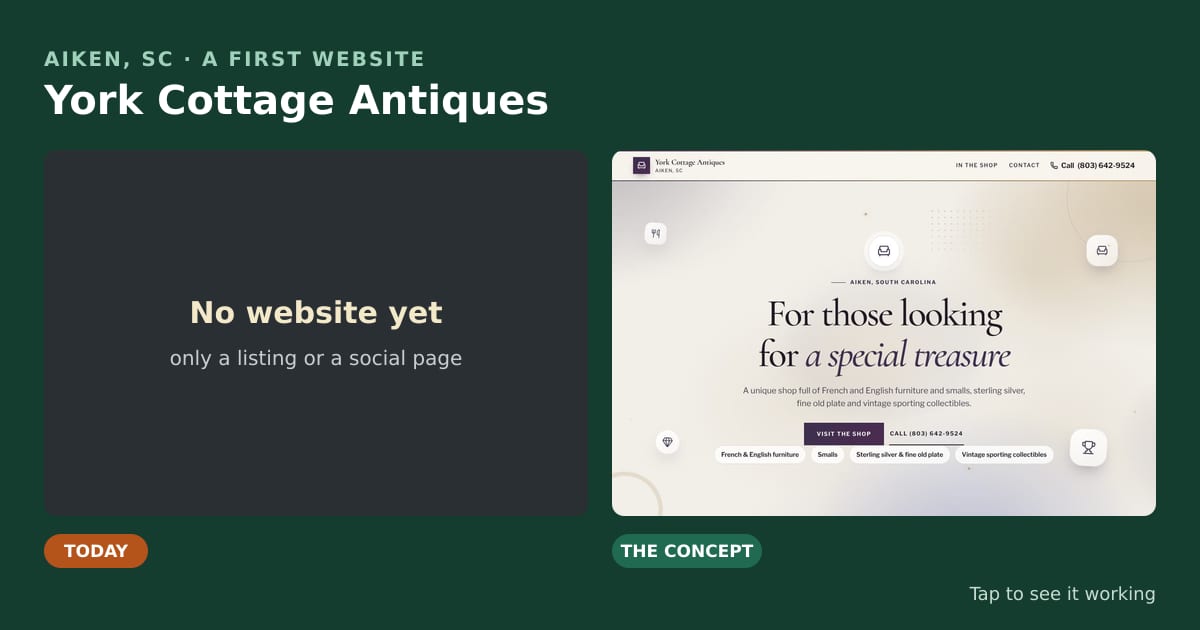 AIKEN, SC · A FIRST WEBSITE
York Cottage Antiques
No website yet
only a listing or a social page
TODAY
York Cottage Antiques
AIKEN, SC
IN THE SHOP
CONTACT
Call (803) 642-9524
AIKEN, SOUTH CAROLINA
For those looking
for a special treasure
A unique shop full of French and English furniture and smalls, sterling silver,
fine old plate and vintage sporting collectibles.
VISIT THE SHOP
CALL (803) 642-9524
French & English furniture
Smalls
Sterling silver & fine old plate
Vintage sporting collectibles
THE CONCEPT
Tap to see it working